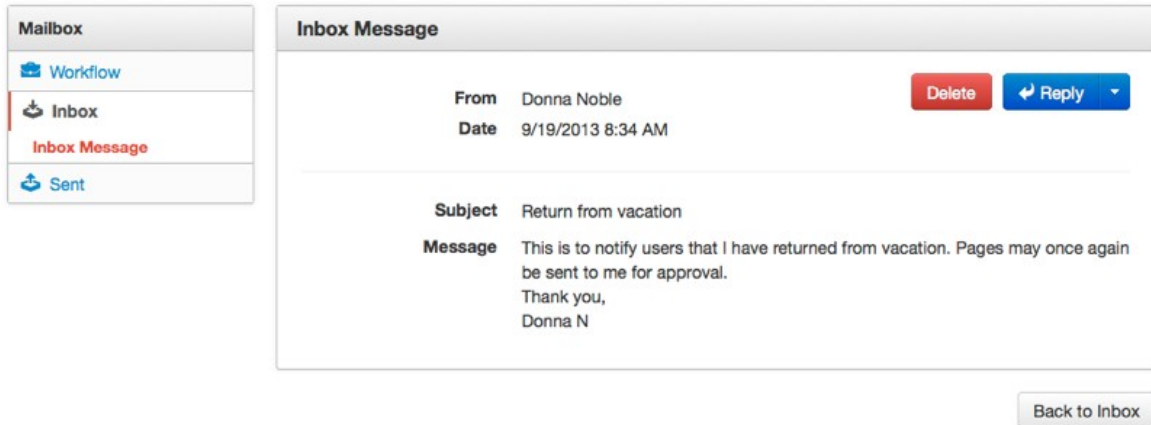 Mailbox
Workflow
Inbox
Inbox Message
Sent
Inbox Message
From Donna Noble
Date 9/19/2013 8:34 AM
Delete
Reply
Subject Return from vacation
Message This is to notify users that I have returned from vacation. Pages may once again
be sent to me for approval.
Thank you,
Donna N
Back to Inbox